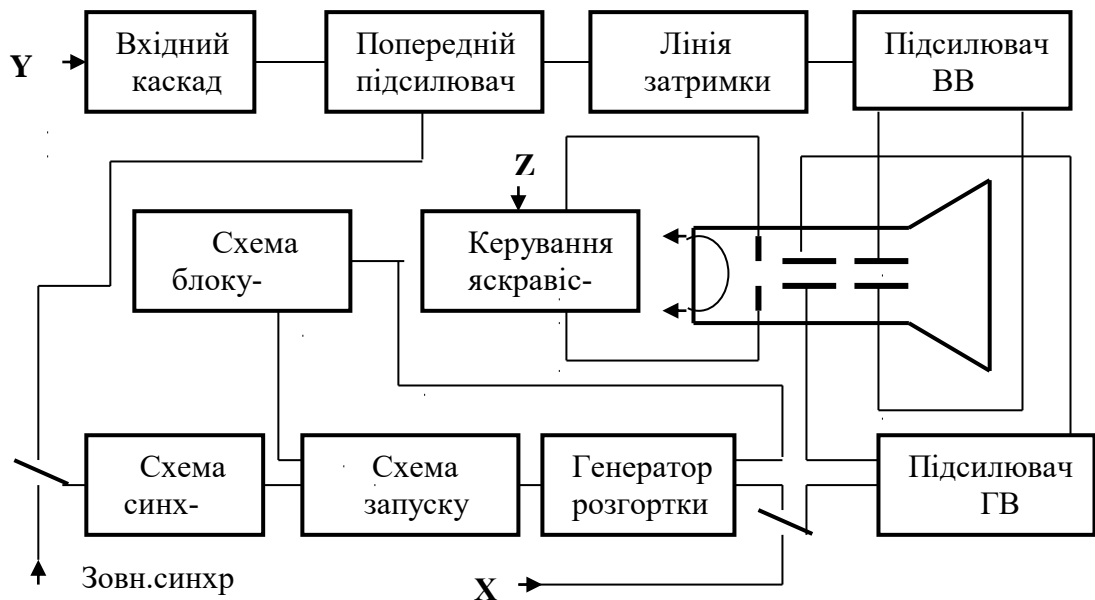 Y
Вхідний
каскад
Попередній
підсилювач
Лінія
затримки
Підсилювач
ВВ
Z
Схема
блоку-
Керування
яскравіс-
Схема
синх-
Схема
запуску
Генератор
розгортки
Підсилювач
ГВ
Зовн.синхр
X